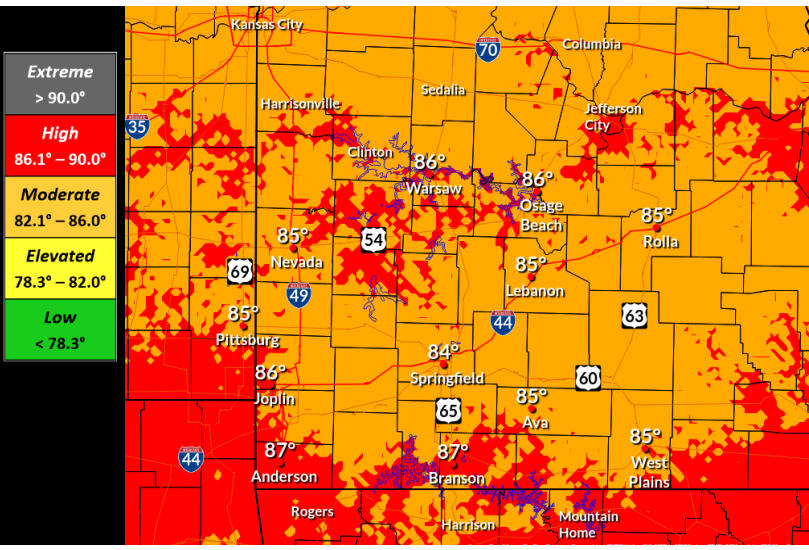 Extreme
> 90.0°
High
86.1° – 90.0°
Moderate
82.1° – 86.0°
Elevated
78.3° – 82.0°
Low
< 78.3°
Kansas City
70
Columbia
Sedalia
Harrisonville
35
Jefferson
City
Clinton
86°
Warsaw
86°
Osage
Beach
85°
Rolla
85°
Nevada
54
69
85°
Lebanon
49
85°
Pittsburg
44
63
84°
Springfield
86°
Joplin
60
65
85°
Ava
85°
West
Plains
87°
Anderson
87°
Branson
44
Rogers
Harrison
Mountain
Home